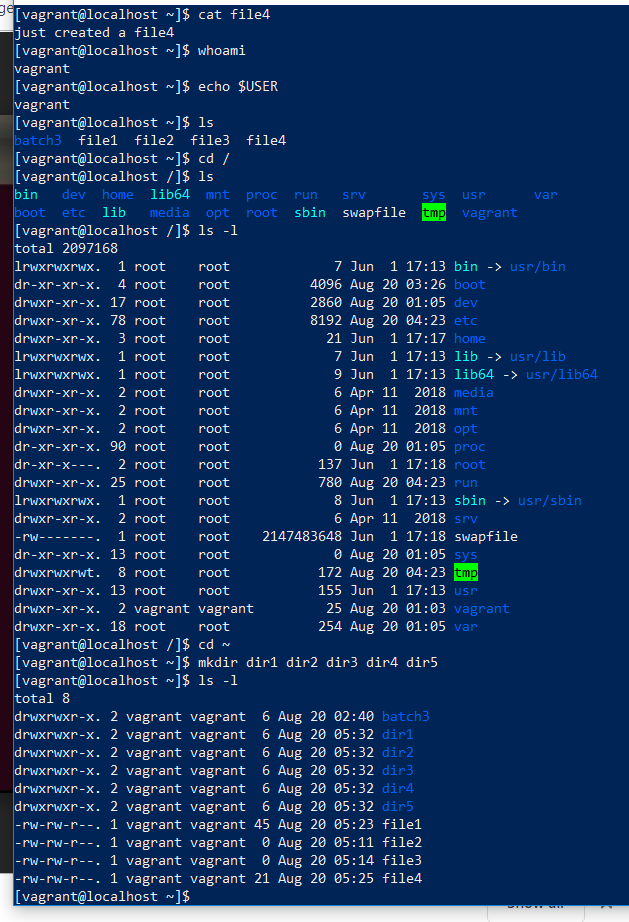 [vagrant@localhost ~]$ cat file4
just created a file4
[vagrant@localhost ~]$ whoami
vagrant
[vagrant@localhost ~]$ echo $USER
vagrant
[vagrant@localhost ~]$ ls
batch3  file1  file2  file3  file4
[vagrant@localhost ~]$ cd /
[vagrant@localhost /]$ ls
bin   dev  home  lib64  mnt  proc  run   srv       sys  usr      var
boot  etc  lib   media  opt  root  sbin  swapfile  tmp  vagrant
[vagrant@localhost /]$ ls -l
total 2097168
lrwxrwxrwx.  1 root    root             7 Jun  1 17:13 bin -> usr/bin
dr-xr-xr-x.  4 root    root          4096 Aug 20 03:26 boot
drwxr-xr-x. 17 root    root          2860 Aug 20 01:05 dev
drwxr-xr-x. 78 root    root          8192 Aug 20 04:23 etc
drwxr-xr-x.  3 root    root            21 Jun  1 17:17 home
lrwxrwxrwx.  1 root    root             7 Jun  1 17:13 lib -> usr/lib
lrwxrwxrwx.  1 root    root             9 Jun  1 17:13 lib64 -> usr/lib64
drwxr-xr-x.  2 root    root             6 Apr 11  2018 media
drwxr-xr-x.  2 root    root             6 Apr 11  2018 mnt
drwxr-xr-x.  2 root    root             6 Apr 11  2018 opt
dr-xr-xr-x. 90 root    root             0 Aug 20 01:05 proc
dr-xr-x---.  2 root    root           137 Jun  1 17:18 root
drwxr-xr-x. 25 root    root           780 Aug 20 04:23 run
lrwxrwxrwx.  1 root    root             8 Jun  1 17:13 sbin -> usr/sbin
drwxr-xr-x.  2 root    root             6 Apr 11  2018 srv
-rw-------.  1 root    root    2147483648 Jun  1 17:18 swapfile
dr-xr-xr-x. 13 root    root             0 Aug 20 01:05 sys
drwxrwxrwt.  8 root    root           172 Aug 20 04:23 tmp
drwxr-xr-x. 13 root    root           155 Jun  1 17:13 usr
drwxr-xr-x.  2 vagrant vagrant         25 Aug 20 01:03 vagrant
drwxr-xr-x. 18 root    root           254 Aug 20 01:05 var
[vagrant@localhost /]$ cd ~
[vagrant@localhost ~]$ mkdir dir1 dir2 dir3 dir4 dir5
[vagrant@localhost ~]$ ls -l
total 8
drwxrwxr-x. 2 vagrant vagrant  6 Aug 20 02:40 batch3
drwxrwxr-x. 2 vagrant vagrant  6 Aug 20 05:32 dir1
drwxrwxr-x. 2 vagrant vagrant  6 Aug 20 05:32 dir2
drwxrwxr-x. 2 vagrant vagrant  6 Aug 20 05:32 dir3
drwxrwxr-x. 2 vagrant vagrant  6 Aug 20 05:32 dir4
drwxrwxr-x. 2 vagrant vagrant  6 Aug 20 05:32 dir5
-rw-rw-r--. 1 vagrant vagrant 45 Aug 20 05:23 file1
-rw-rw-r--. 1 vagrant vagrant  0 Aug 20 05:11 file2
-rw-rw-r--. 1 vagrant vagrant  0 Aug 20 05:14 file3
-rw-rw-r--. 1 vagrant vagrant 21 Aug 20 05:25 file4
[vagrant@localhost ~]$